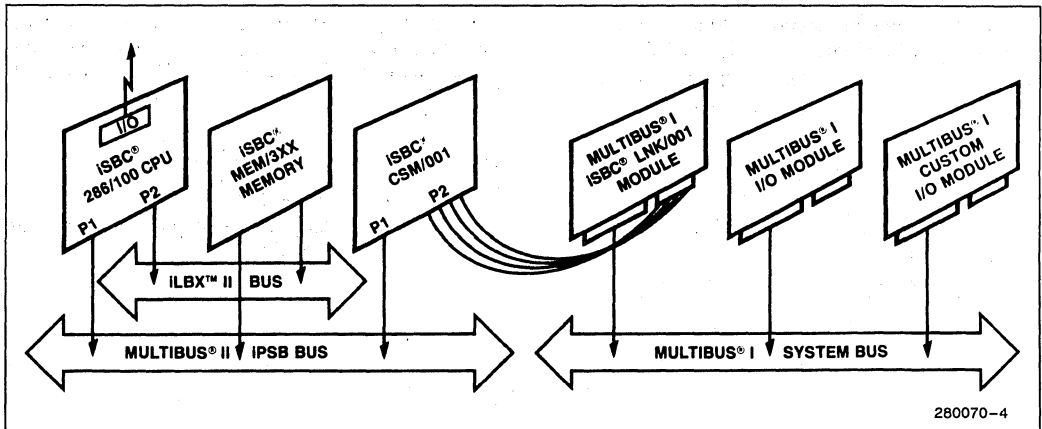 I/O
iSBC®
286/100 CPU
P1
P2
iSBC®
MEM/3XX
MEMORY
iSBC®
CSM/001
P1
P2
MULTIBUS® I
iSBC® LNK/001
MODULE
MULTIBUS® I
I/O MODULE
MULTIBUS® I
CUSTOM
I/O MODULE
iLBX™ II BUS
MULTIBUS® II iPSB BUS
MULTIBUS® I SYSTEM BUS
280070–4